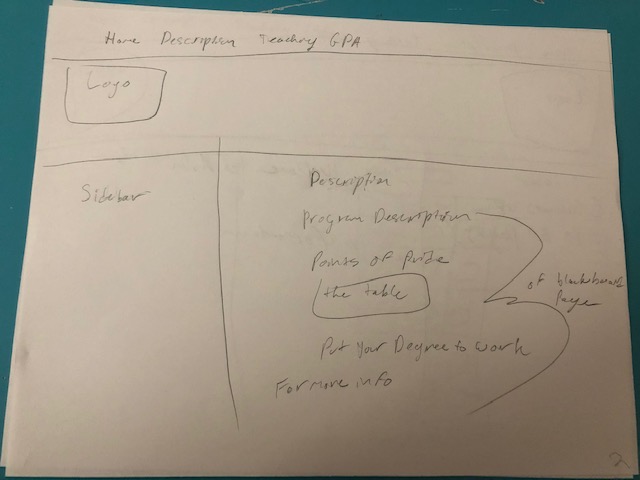 Home Description Teaching GPA
Logo
Sidebar
Description
Program Description
Points of Pride
the table
of blackboard
Page
Put Your Degree to work
For more info
2